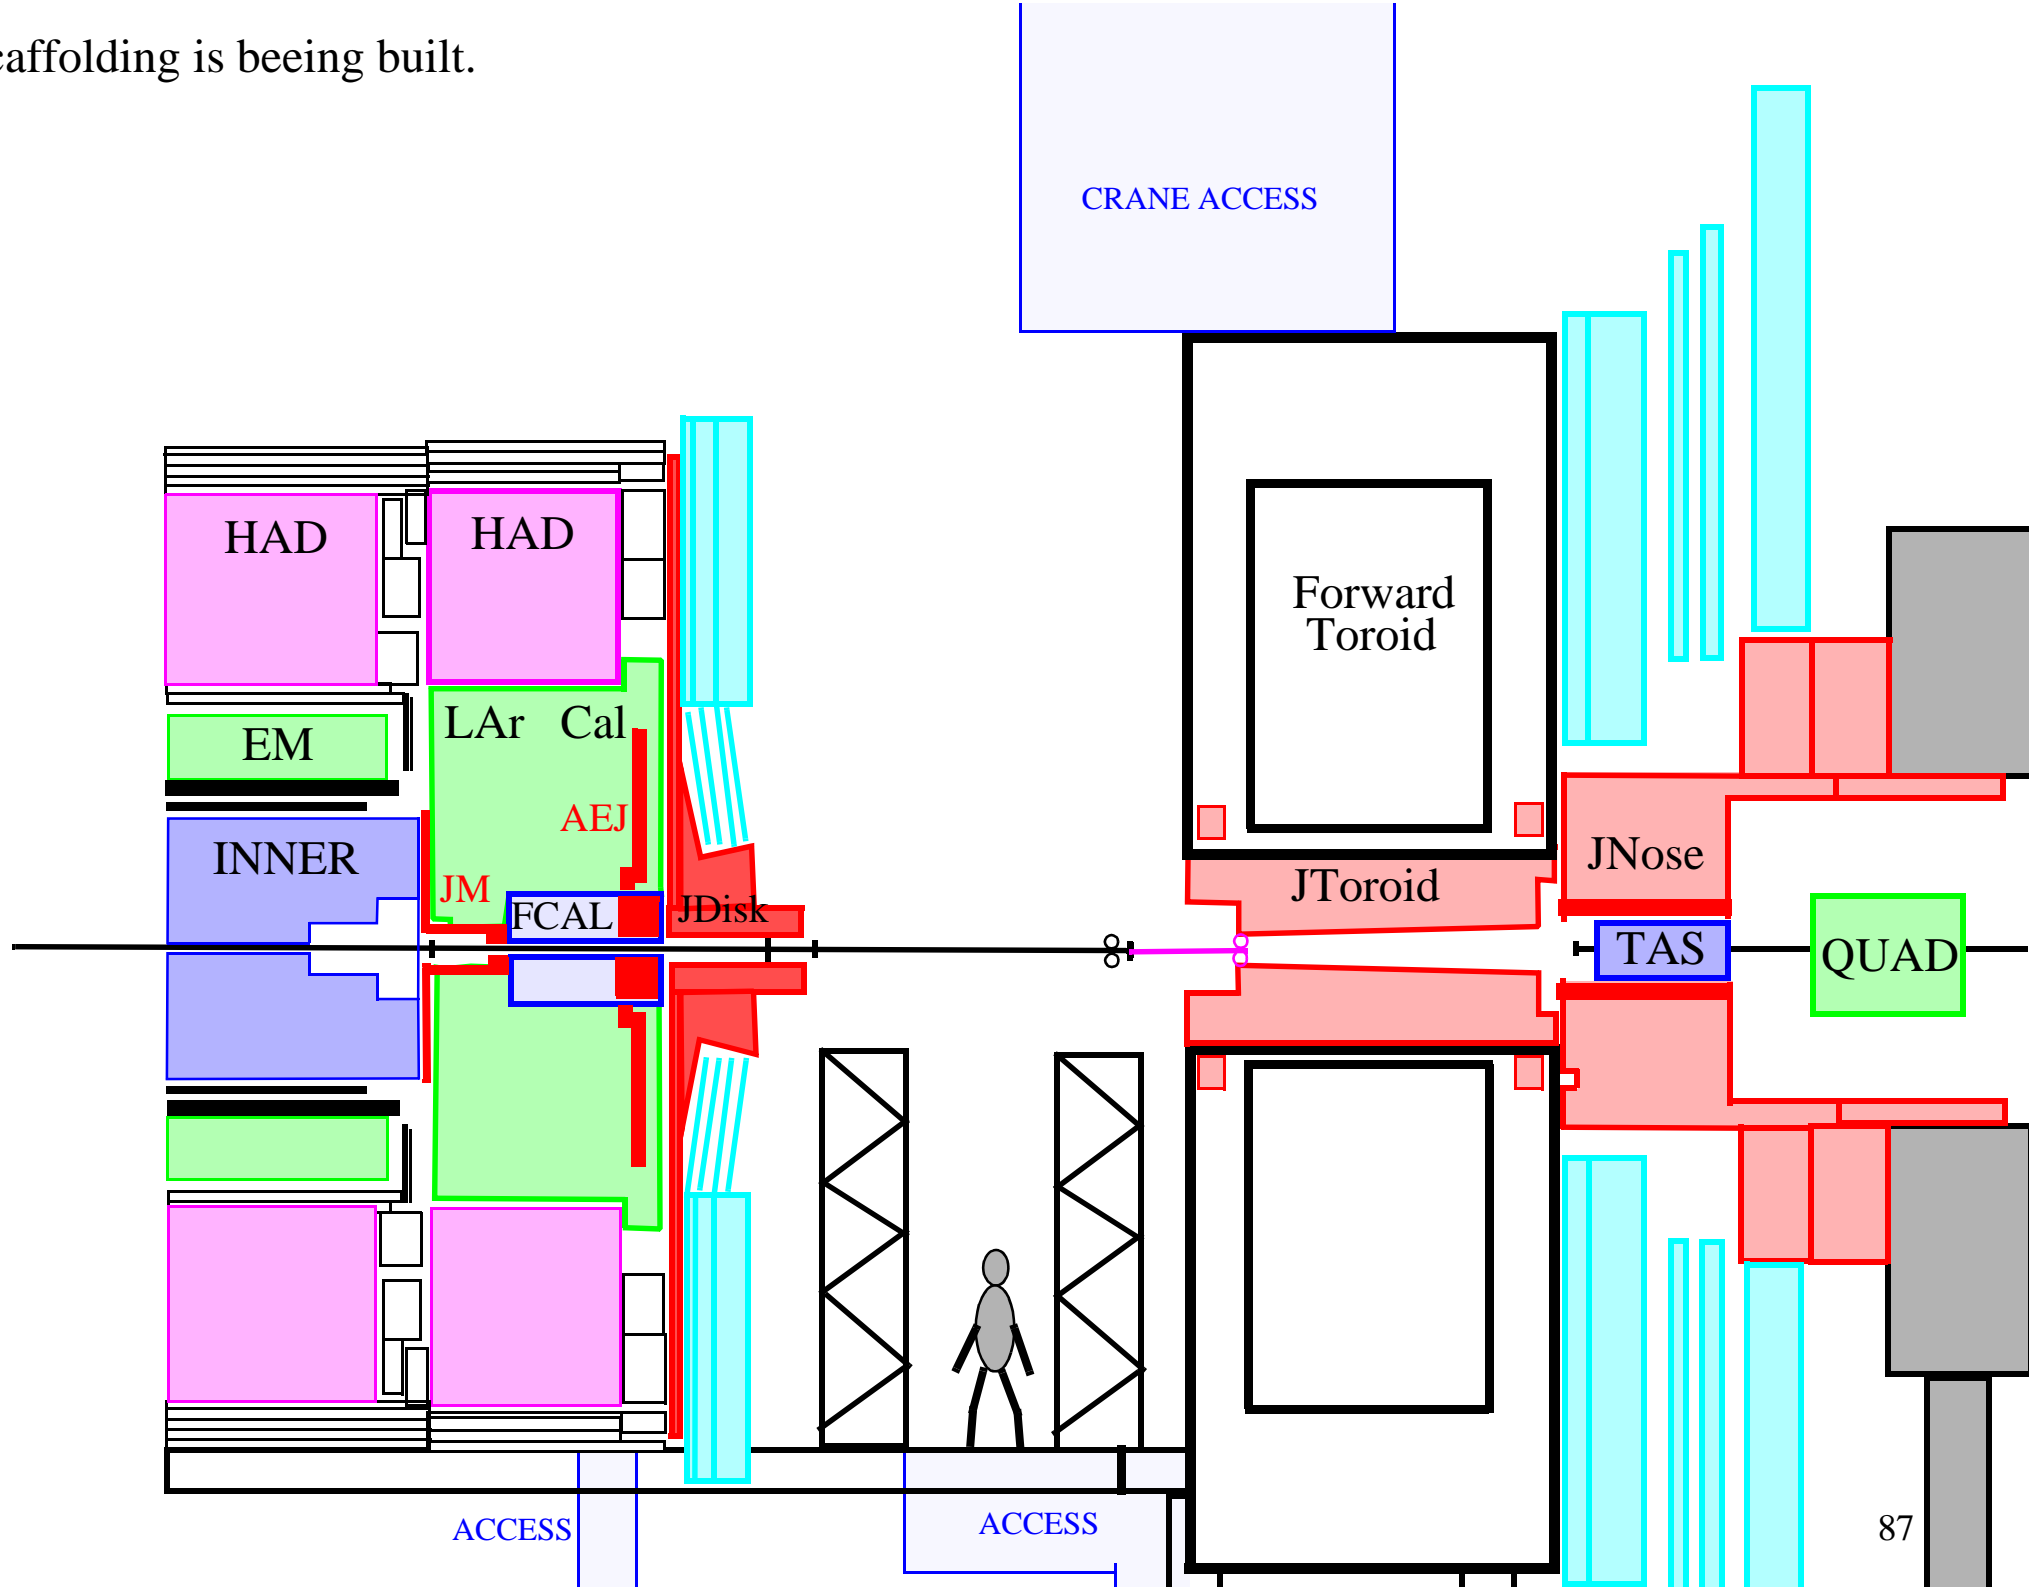 caffolding is beeing built.
CRANE ACCESS
HAD
HAD
Forward
Toroid
LAr Cal
EM
AEJ
INNER
JM
FCAL
JDisk
JToroid
JNose
TAS
QUAD
ACCESS
ACCESS
87